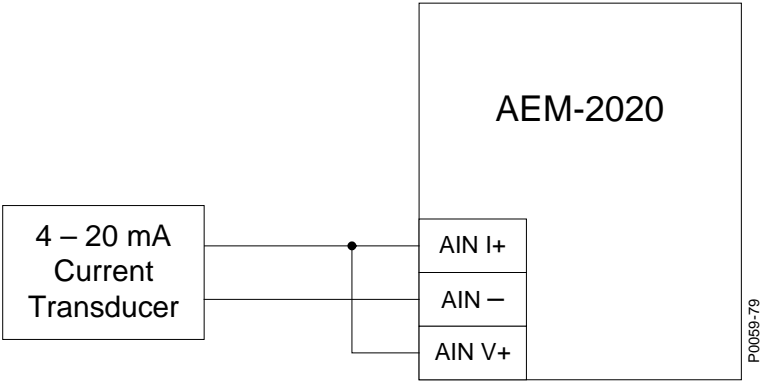 AEM-2020
4 – 20 mA
Current
Transducer
AIN I+
AIN –
AIN V+
P0059-79